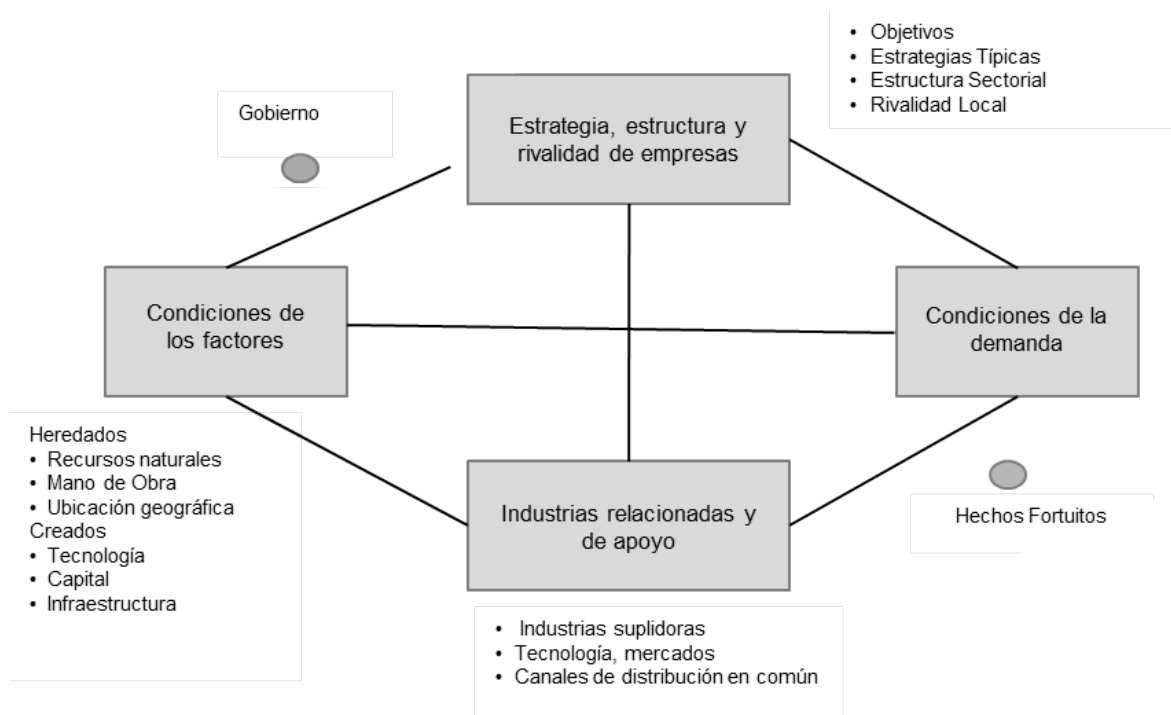 • Objetivos
• Estrategias Típicas
• Estructura Sectorial
• Rivalidad Local
Gobierno
Estrategia, estructura y
rivalidad de empresas
Condiciones de
los factores
Condiciones de la
demanda
Heredados
• Recursos naturales
• Mano de Obra
• Ubicación geográfica
Creados
• Tecnología
• Capital
• Infraestructura
Industrias relacionadas y
de apoyo
Hechos Fortuitos
• Industrias suplidoras
• Tecnología, mercados
• Canales de distribución en común